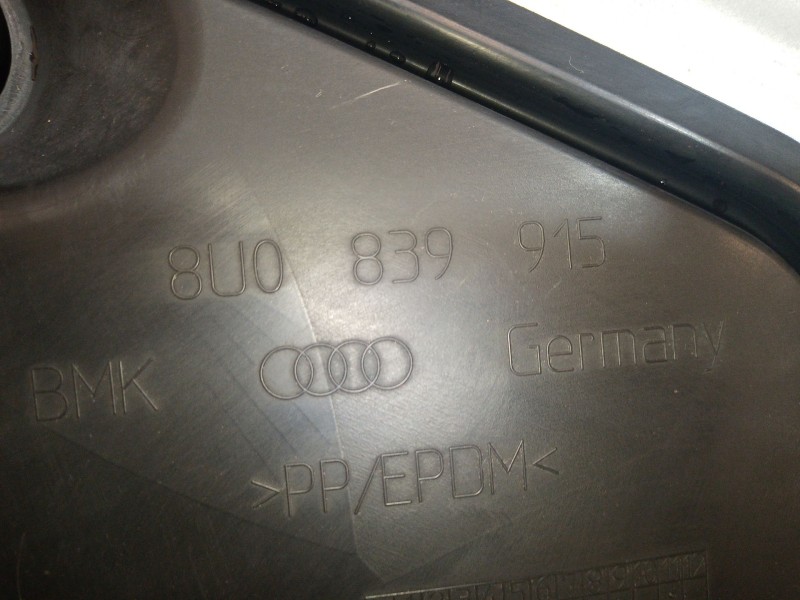 8U0 839 915
BMK Germany
>PP/EPDM<